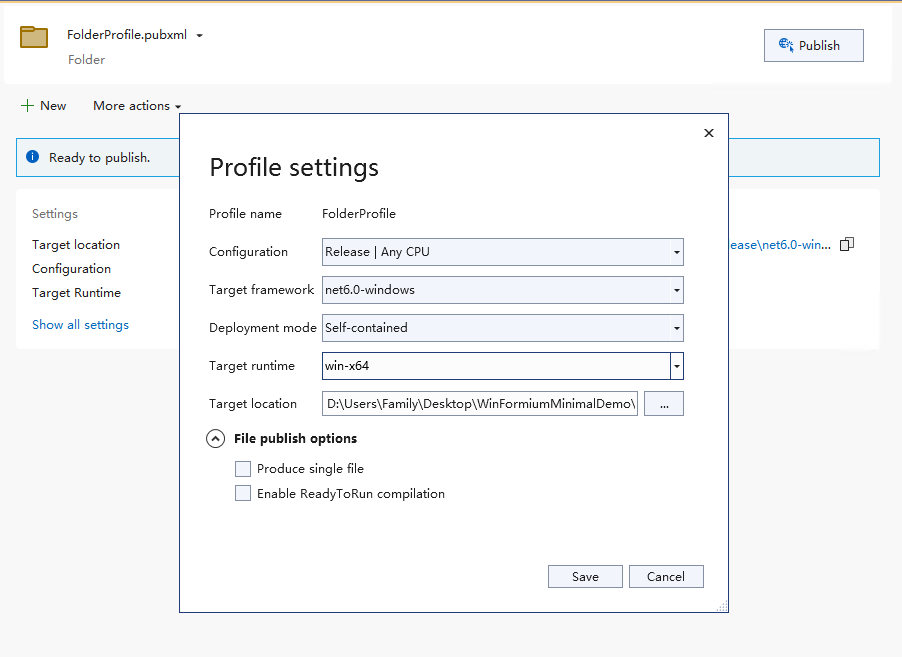 FolderProfile.pubxml
Publish
Folder
New More actions
Ready to publish.
Settings
Target location
ease\net6.0-win...
Configuration
Target Runtime
Show all settings
Profile settings
Profile name FolderProfile
Configuration Release | Any CPU
Target framework net6.0-windows
Deployment mode Self-contained
Target runtime win-x64
Target location D:\Users\Family\Desktop\WinFormiumMinimalDemo\ ...
File publish options
Produce single file
Enable ReadyToRun compilation
Save Cancel